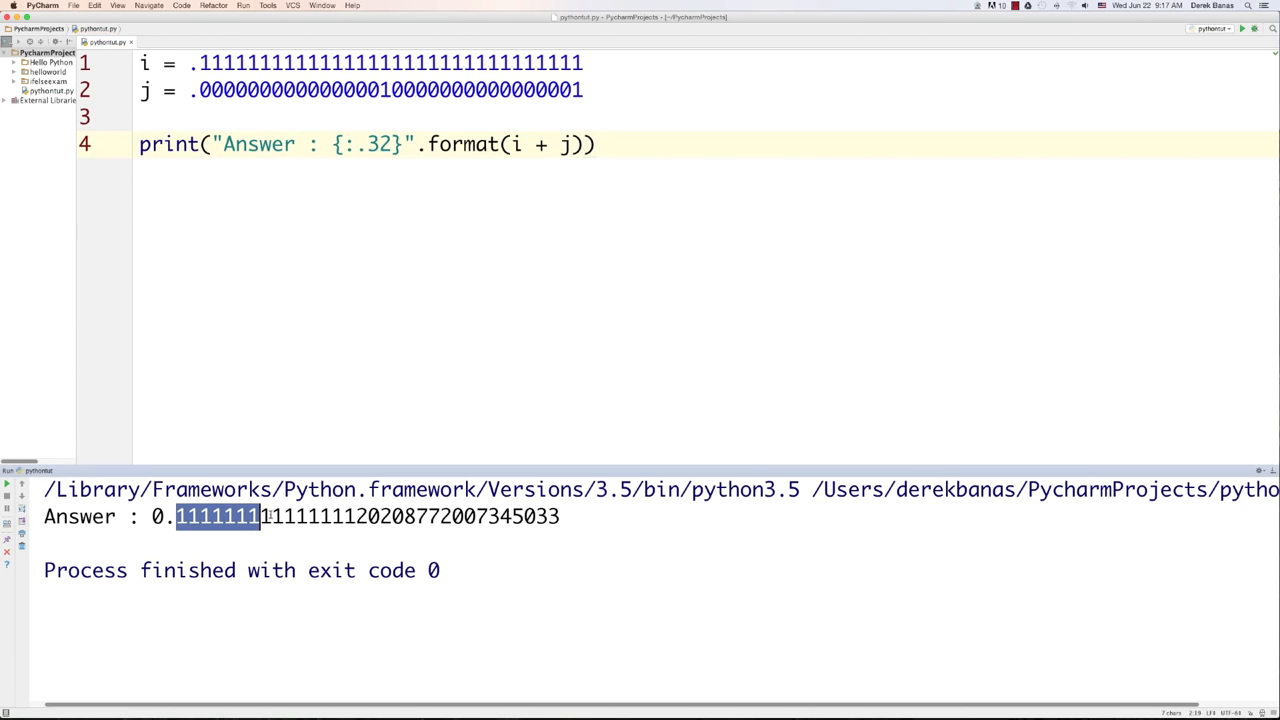 PyCharm File Edit View Navigate Code Refactor Run Tools VCS Window Help
10 Wed Jun 22 9:17 AM Derek Banas
pythontut.py - PycharmProjects - [~/PycharmProjects]
PycharmProjects pythontut.py pythontut
pythontut.py
PycharmProject
Hello Python
helloworld
ifelseexam
pythontut.py
External Librarie
1 i = .11111111111111111111111111111111
2 j = .00000000000000010000000000000001
3
4 print("Answer : {:.32}".format(i + j))
Run pythontut
/Library/Frameworks/Python.framework/Versions/3.5/bin/python3.5 /Users/derekbanas/PycharmProjects/pytho
Answer : 0.11111111111111120208772007345033
Process finished with exit code 0
7 chars 2:19 LF÷ UTF-8÷